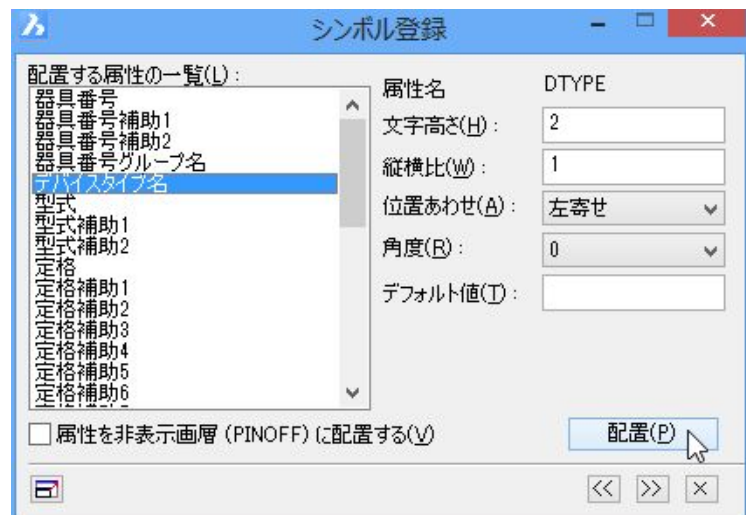 シンボル登録
配置する属性の一覧(L):
器具番号
器具番号補助1
器具番号補助2
器具番号グループ名
デバイスタイプ名
型式
型式補助1
型式補助2
定格
定格補助1
定格補助2
定格補助3
定格補助4
定格補助5
定格補助6
属性名 DTYPE
文字高さ(H): 2
縦横比(W): 1
位置あわせ(A): 左寄せ
角度(R): 0
デフォルト値(T):
属性を非表示画層 (PINOFF) に配置する(V)
配置(P)
<< >> ×